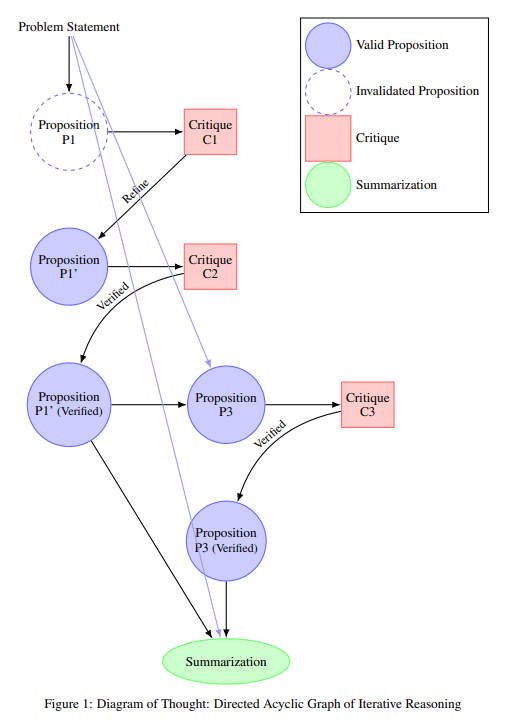 Problem Statement
Valid Proposition
Invalidated Proposition
Critique
Summarization
Proposition
P1
Critique
C1
Refine
Proposition
P1’
Critique
C2
Verified
Proposition
P1’ (Verified)
Proposition
P3
Critique
C3
Verified
Proposition
P3 (Verified)
Summarization
Figure 1: Diagram of Thought: Directed Acyclic Graph of Iterative Reasoning